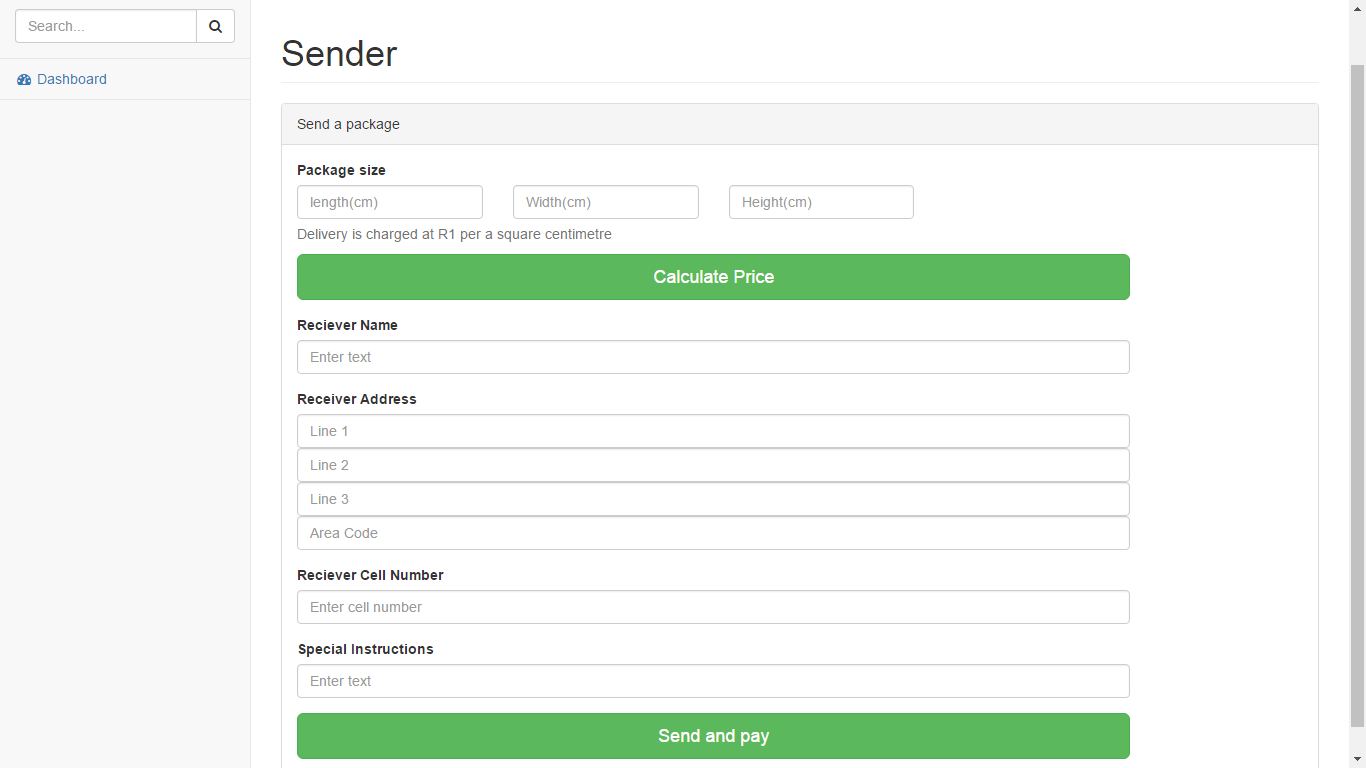 Search...
Dashboard
Sender
Send a package
Package size
length(cm) Width(cm) Height(cm)
Delivery is charged at R1 per a square centimetre
Calculate Price
Reciever Name
Enter text
Receiver Address
Line 1
Line 2
Line 3
Area Code
Reciever Cell Number
Enter cell number
Special Instructions
Enter text
Send and pay